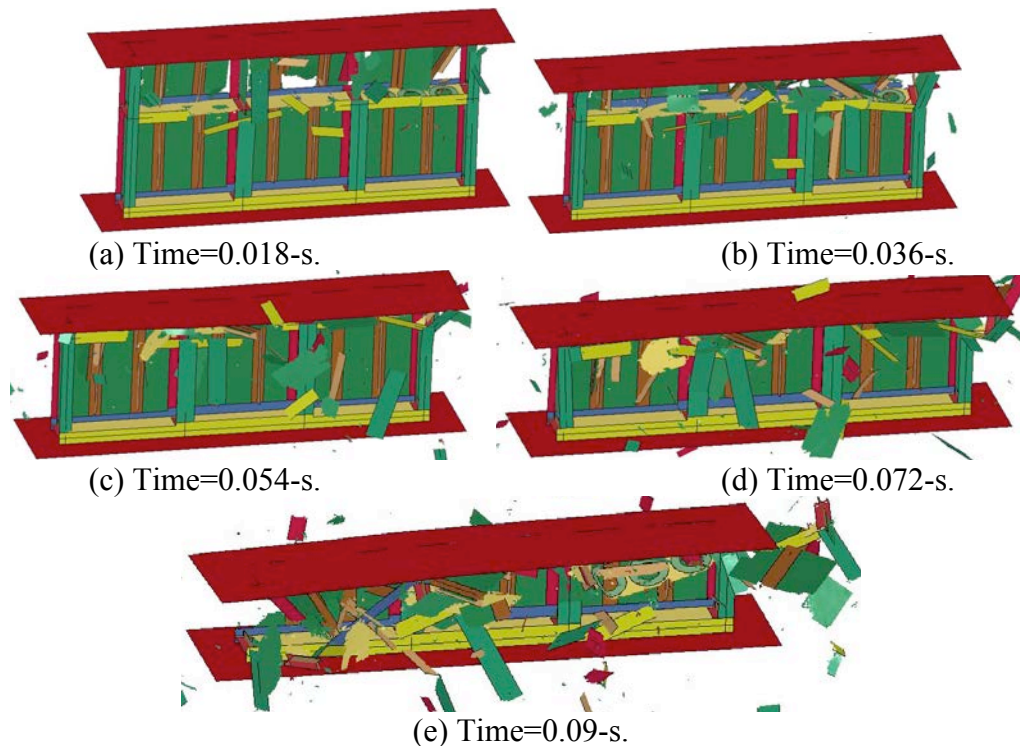 (a) Time=0.018-s.
(b) Time=0.036-s.
(c) Time=0.054-s.
(d) Time=0.072-s.
(e) Time=0.09-s.